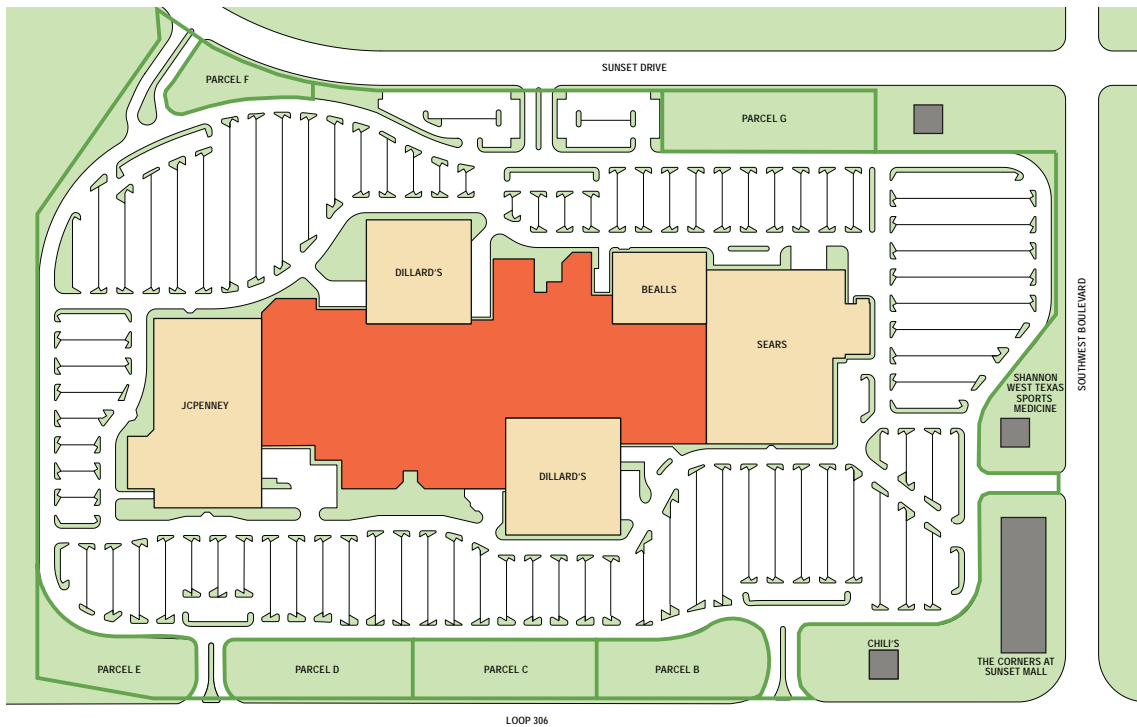 SUNSET DRIVE
PARCEL F
PARCEL G
DILLARD'S
BEALLS
SEARS
SOUTHWEST BOULEVARD
JCPENNEY
SHANNON
WEST TEXAS
SPORTS
MEDICINE
DILLARD'S
CHILI'S
PARCEL E
PARCEL D
PARCEL C
PARCEL B
THE CORNERS AT
SUNSET MALL
LOOP 306